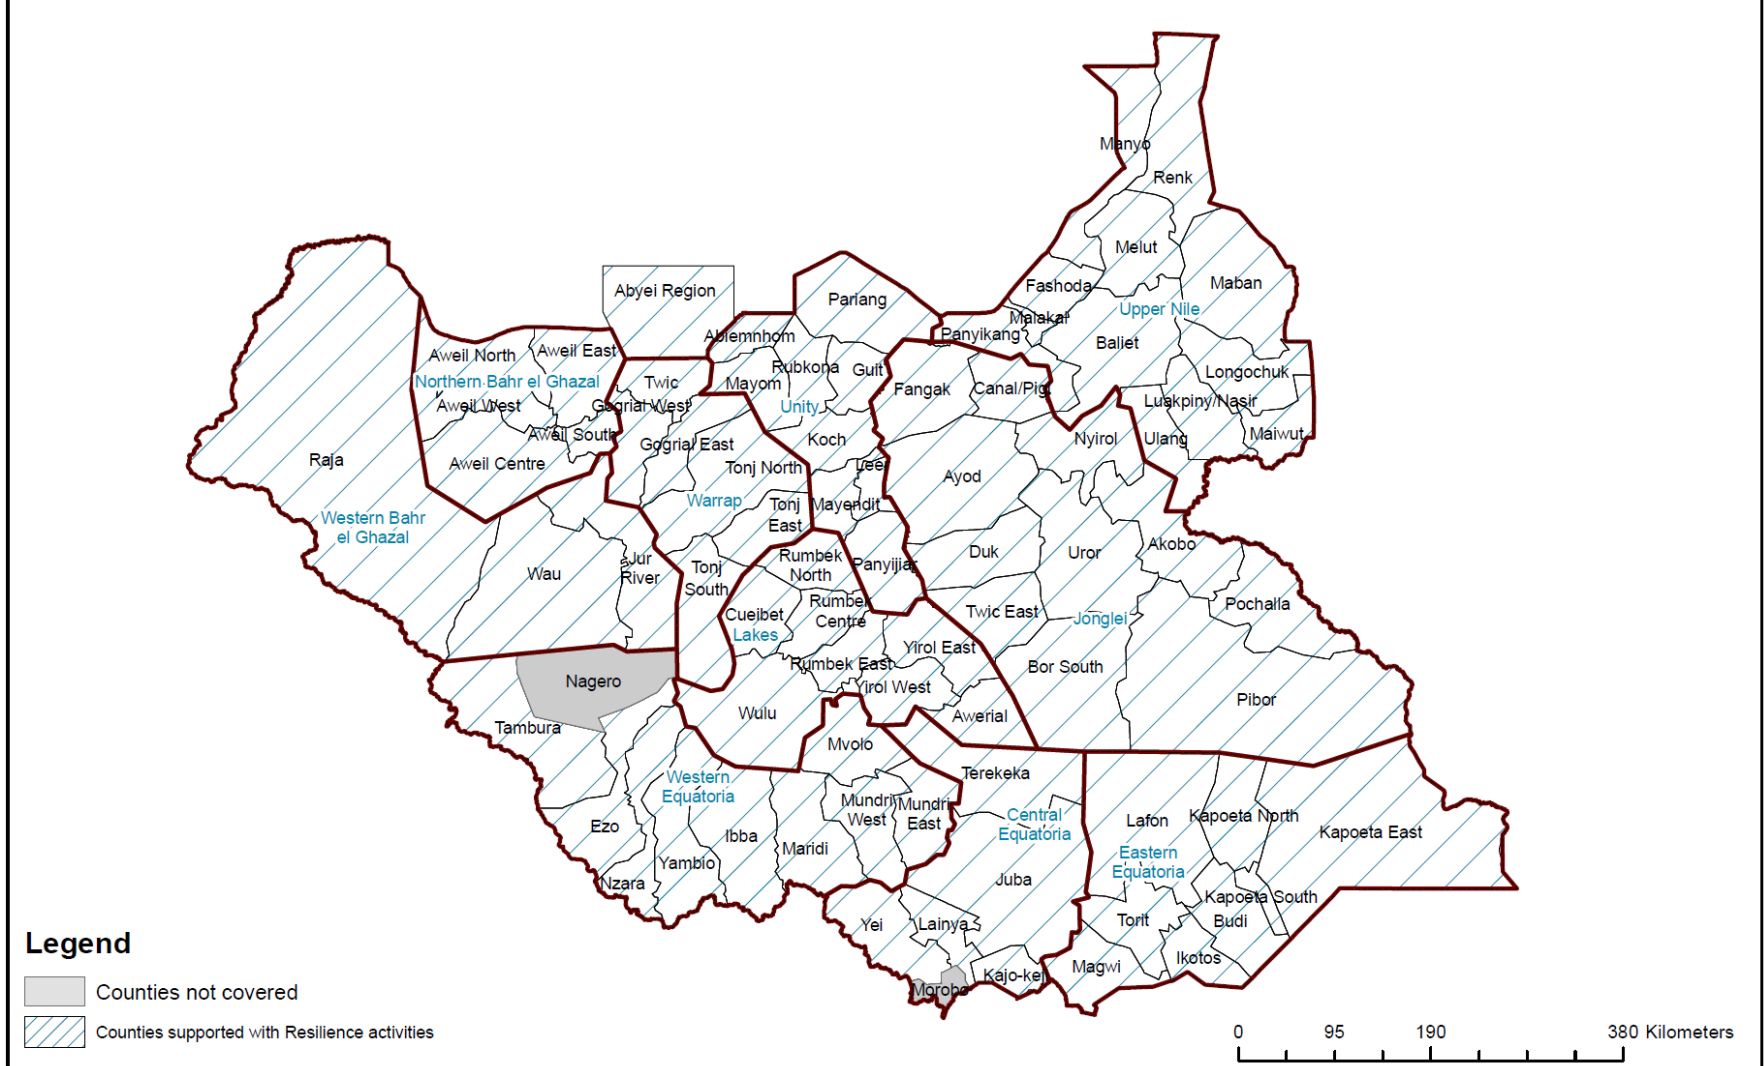 Manyo
Renk
Melut
Fashoda
Maban
Upper Nile
Malakal
Panyikang
Baliet
Longochuk
Luakpiny/Nasir
Ulang
Maiwut
Abyei Region
Pariang
Abiemnhom
Rubkona
Guit
Mayom
Unity
Koch
Leer
Mayendit
Panyijiar
Fangak
Canal/Pig
Nyirol
Ayod
Duk
Uror
Akobo
Twic East
Jonglei
Pochalla
Bor South
Pibor
Aweil North
Aweil East
Northern Bahr el Ghazal
Aweil West
Aweil South
Aweil Centre
Twic
Gogrial West
Gogrial East
Tonj North
Warrap
Tonj
East
Tonj
South
Raja
Western Bahr
el Ghazal
Wau
Jur
River
Rumbek
North
Cueibet
Rumbek
Centre
Lakes
Yirol East
Rumbek East
Yirol West
Wulu
Awerial
Nagero
Tambura
Mvolo
Western
Equatoria
Mundri
West
Mundri
East
Ezo
Ibba
Maridi
Yambio
Nzara
Terekeka
Central
Equatoria
Juba
Yei
Lainya
Kajo-keji
Morobo
Lafon
Kapoeta North
Kapoeta East
Eastern
Equatoria
Kapoeta South
Torit
Budi
Ikotos
Magwi
Legend
Counties not covered
Counties supported with Resilience activities
0 95 190 380 Kilometers